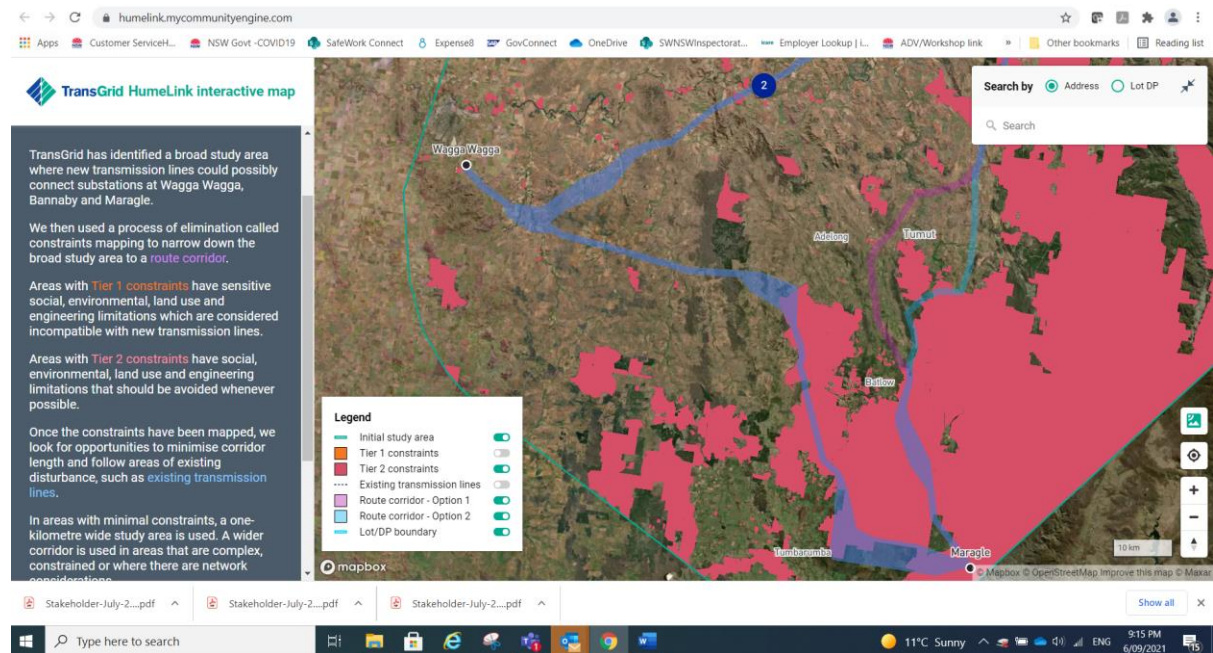 humelink.mycommunityengine.com
Apps
Customer ServiceH...
NSW Govt -COVID19
SafeWork Connect
Expense8
GovConnect
OneDrive
SWNSWInspectorat...
Employer Lookup | i...
ADV/Workshop link
»
Other bookmarks
Reading list
TransGrid HumeLink interactive map
TransGrid has identified a broad study area
where new transmission lines could possibly
connect substations at Wagga Wagga,
Bannaby and Maragle.
We then used a process of elimination called
constraints mapping to narrow down the
broad study area to a route corridor.
Areas with Tier 1 constraints have sensitive
social, environmental, land use and
engineering limitations which are considered
incompatible with new transmission lines.
Areas with Tier 2 constraints have social,
environmental, land use and engineering
limitations that should be avoided whenever
possible.
Once the constraints have been mapped, we
look for opportunities to minimise corridor
length and follow areas of existing
disturbance, such as existing transmission
lines.
In areas with minimal constraints, a one-
kilometre wide study area is used. A wider
corridor is used in areas that are complex,
constrained or where there are network
considerations
2
Search by Address Lot DP
Search
Wagga Wagga
Adelong
Tumut
Batlow
Tumbarumba
Maragle
Legend
Initial study area
Tier 1 constraints
Tier 2 constraints
Existing transmission lines
Route corridor - Option 1
Route corridor - Option 2
Lot/DP boundary
+
−
10 km
mapbox
© Mapbox © OpenStreetMap Improve this map © Maxar
Stakeholder-July-2....pdf
Stakeholder-July-2....pdf
Stakeholder-July-2....pdf
Show all
Type here to search
11°C Sunny
ENG
9:15 PM
6/09/2021
15